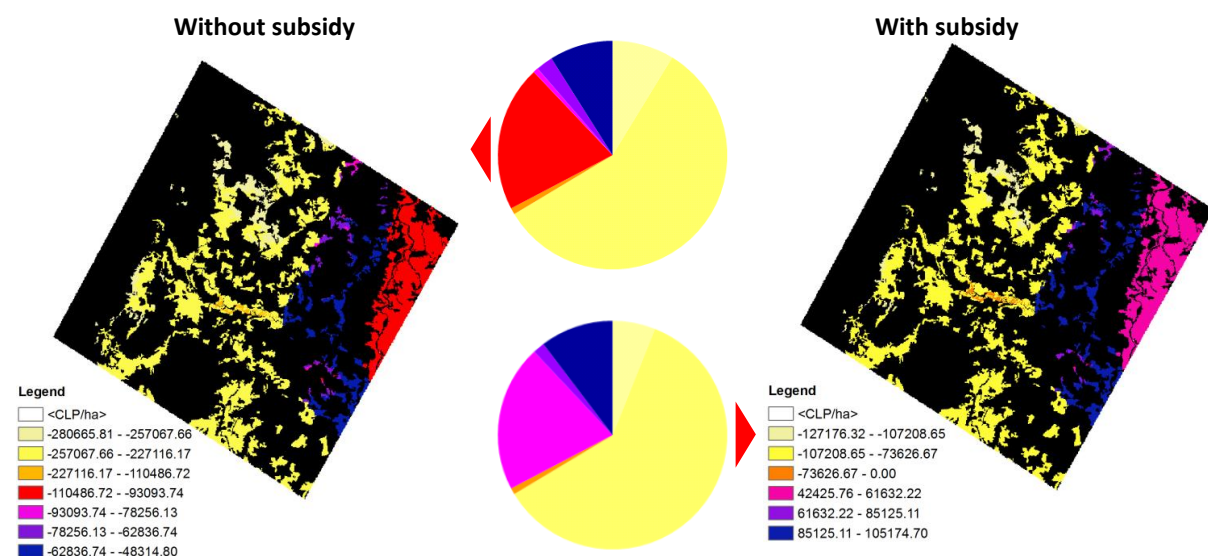 Without subsidy
With subsidy
Legend
<CLP/ha>
-280665.81 - -257067.66
-257067.66 - -227116.17
-227116.17 - -110486.72
-110486.72 - -93093.74
-93093.74 - -78256.13
-78256.13 - -62836.74
-62836.74 - -48314.80
Legend
<CLP/ha>
-127176.32 - -107208.65
-107208.65 - -73626.67
-73626.67 - 0.00
42425.76 - 61632.22
61632.22 - 85125.11
85125.11 - 105174.70